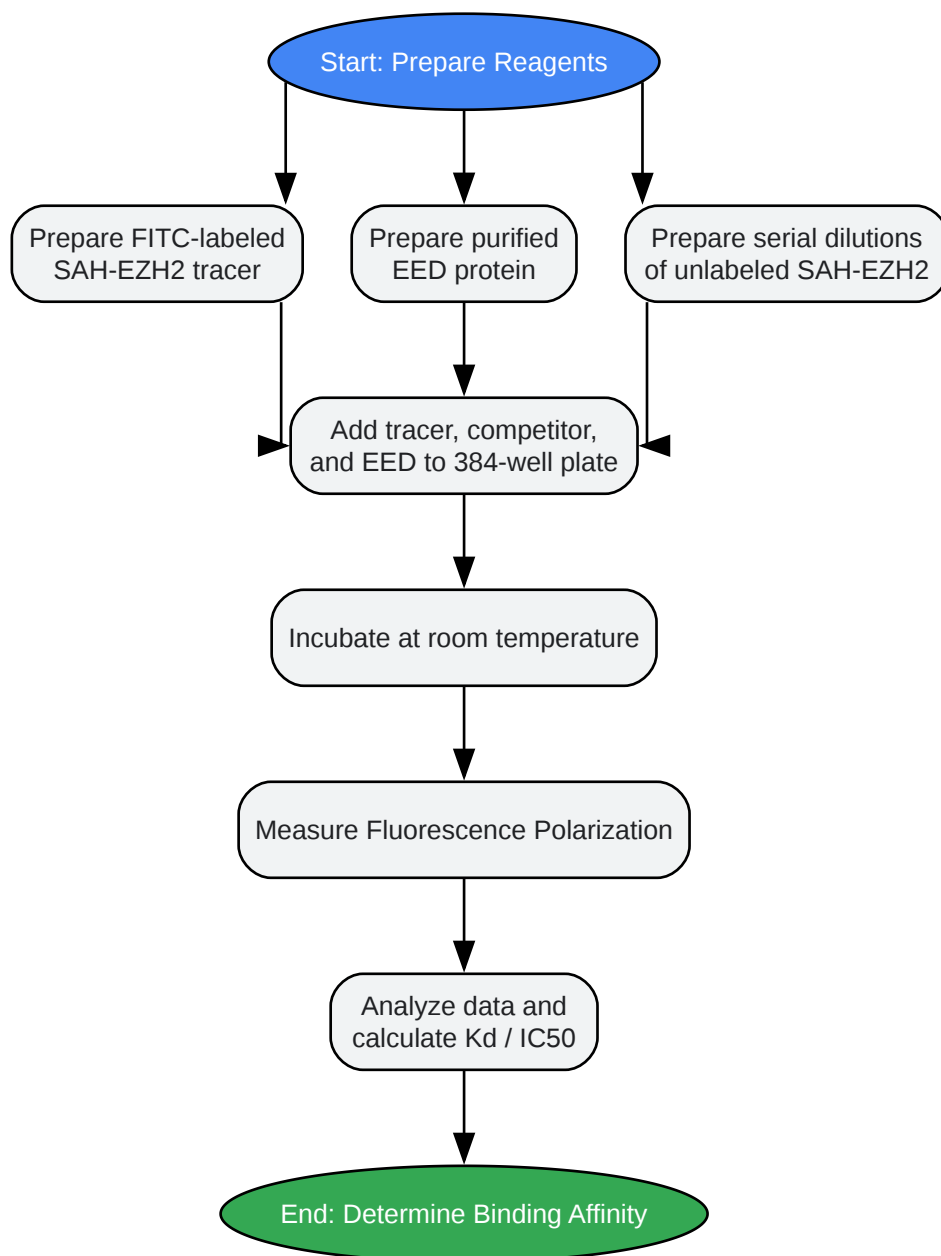 Start: Prepare Reagents
Prepare FITC-labeled
SAH-EZH2 tracer
Prepare purified
EED protein
Prepare serial dilutions
of unlabeled SAH-EZH2
Add tracer, competitor,
and EED to 384-well plate
Incubate at room temperature
Measure Fluorescence Polarization
Analyze data and
calculate Kd / IC50
End: Determine Binding Affinity